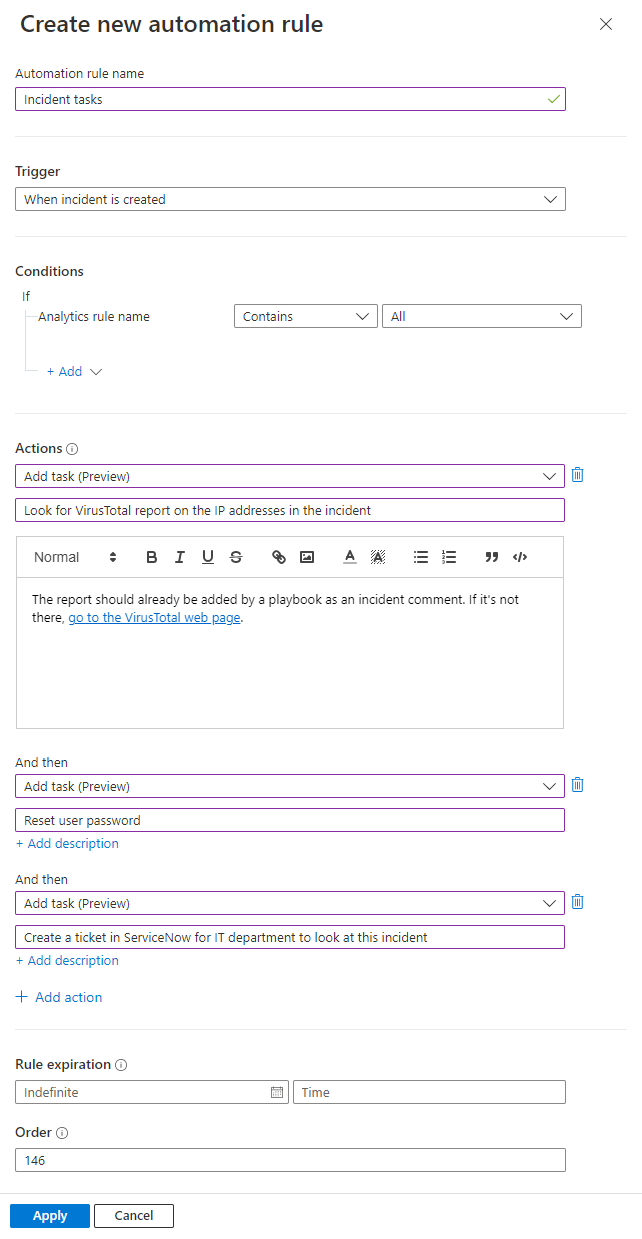 Create new automation rule
Automation rule name
Incident tasks
Trigger
When incident is created
Conditions
If
Analytics rule name Contains All
+ Add
Actions
Add task (Preview)
Look for VirusTotal report on the IP addresses in the incident
Normal B I U S A A
The report should already be added by a playbook as an incident comment. If it's not
there, go to the VirusTotal web page.
And then
Add task (Preview)
Reset user password
+ Add description
And then
Add task (Preview)
Create a ticket in ServiceNow for IT department to look at this incident
+ Add description
+ Add action
Rule expiration
Indefinite Time
Order
146
Apply Cancel